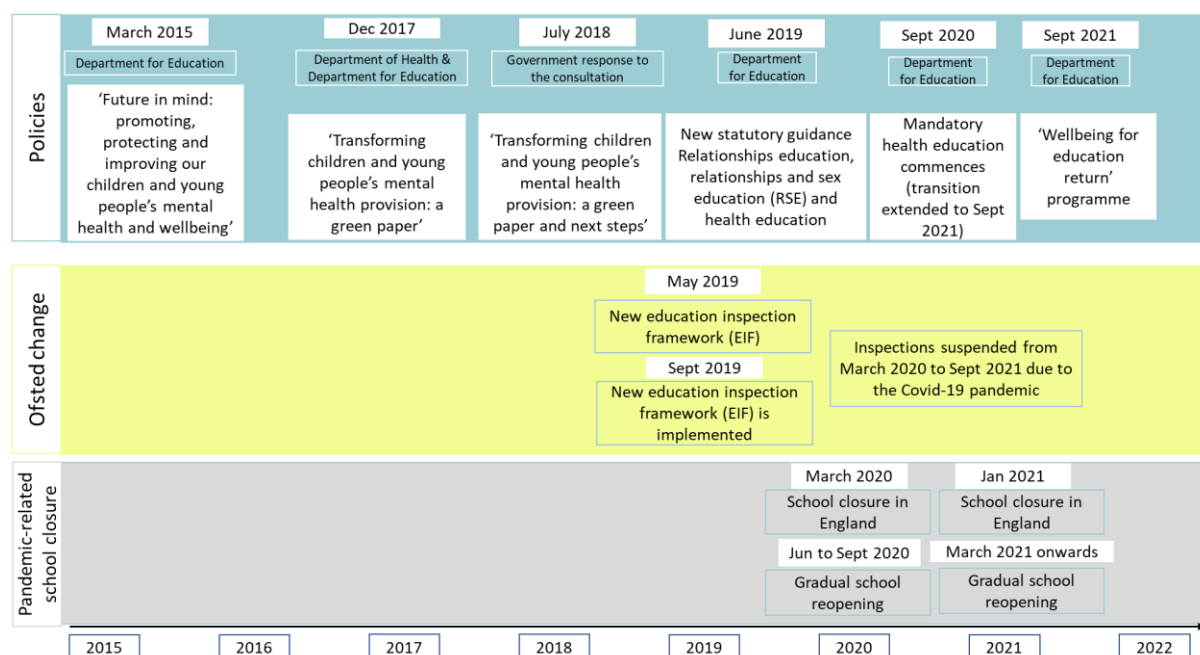 Policies
March 2015
Department for Education
‘Future in mind:
promoting,
protecting and
improving our
children and young
people’s mental
health and wellbeing’
Dec 2017
Department of Health &
Department for Education
‘Transforming
children and young
people’s mental
health provision: a
green paper’
July 2018
Government response to
the consultation
‘Transforming children
and young people’s
mental health
provision: a green
paper and next steps’
June 2019
Department
for Education
New statutory guidance
Relationships education,
relationships and sex
education (RSE) and
health education
Sept 2020
Department
for Education
Mandatory
health education
commences
(transition
extended to Sept
2021)
Sept 2021
Department
for Education
‘Wellbeing for
education
return’
programme
Ofsted change
May 2019
New education inspection
framework (EIF)
Sept 2019
New education inspection
framework (EIF) is
implemented
Inspections suspended from
March 2020 to Sept 2021 due to
the Covid-19 pandemic
Pandemic-related
school closure
March 2020
School closure in
England
Jun to Sept 2020
Gradual school
reopening
Jan 2021
School closure in
England
March 2021 onwards
Gradual school
reopening
2015
2016
2017
2018
2019
2020
2021
2022